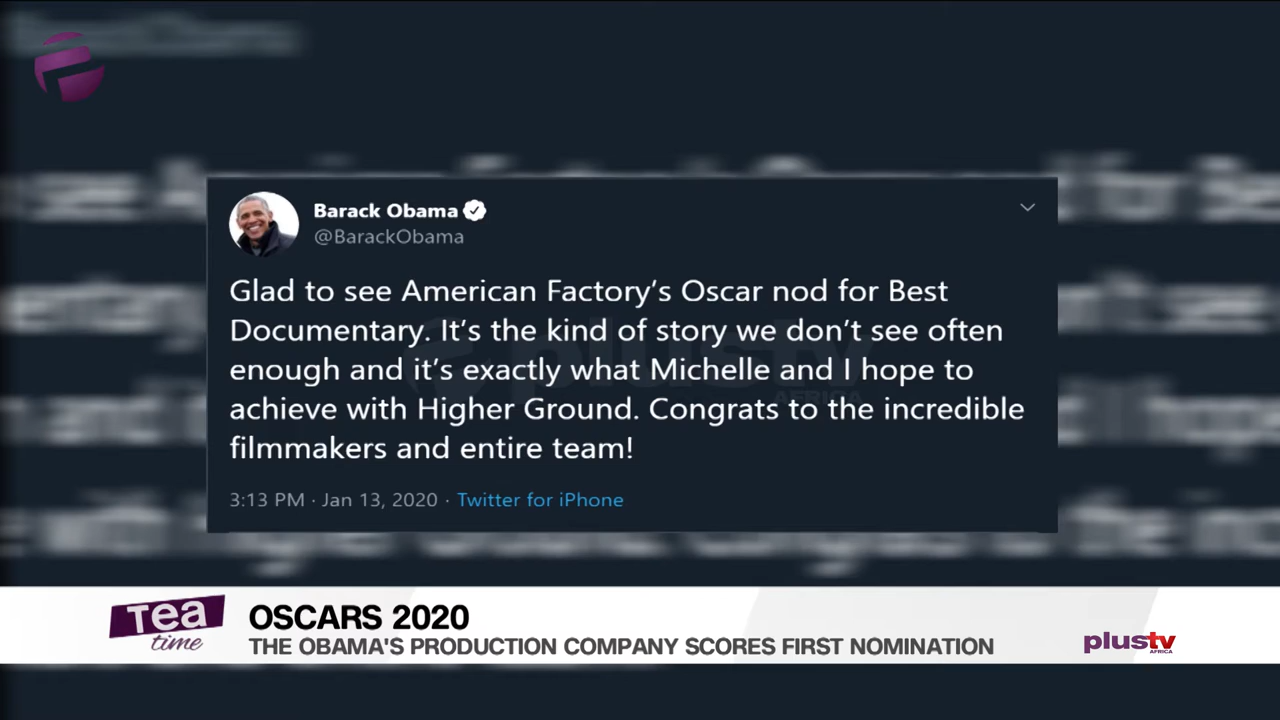 Barack Obama
@BarackObama
Glad to see American Factory’s Oscar nod for Best
Documentary. It’s the kind of story we don’t see often
enough and it’s exactly what Michelle and I hope to
achieve with Higher Ground. Congrats to the incredible
filmmakers and entire team!
3:13 PM · Jan 13, 2020 · Twitter for iPhone
plustv
AFRICA
Tea
time
OSCARS 2020
THE OBAMA'S PRODUCTION COMPANY SCORES FIRST NOMINATION
plustv
AFRICA